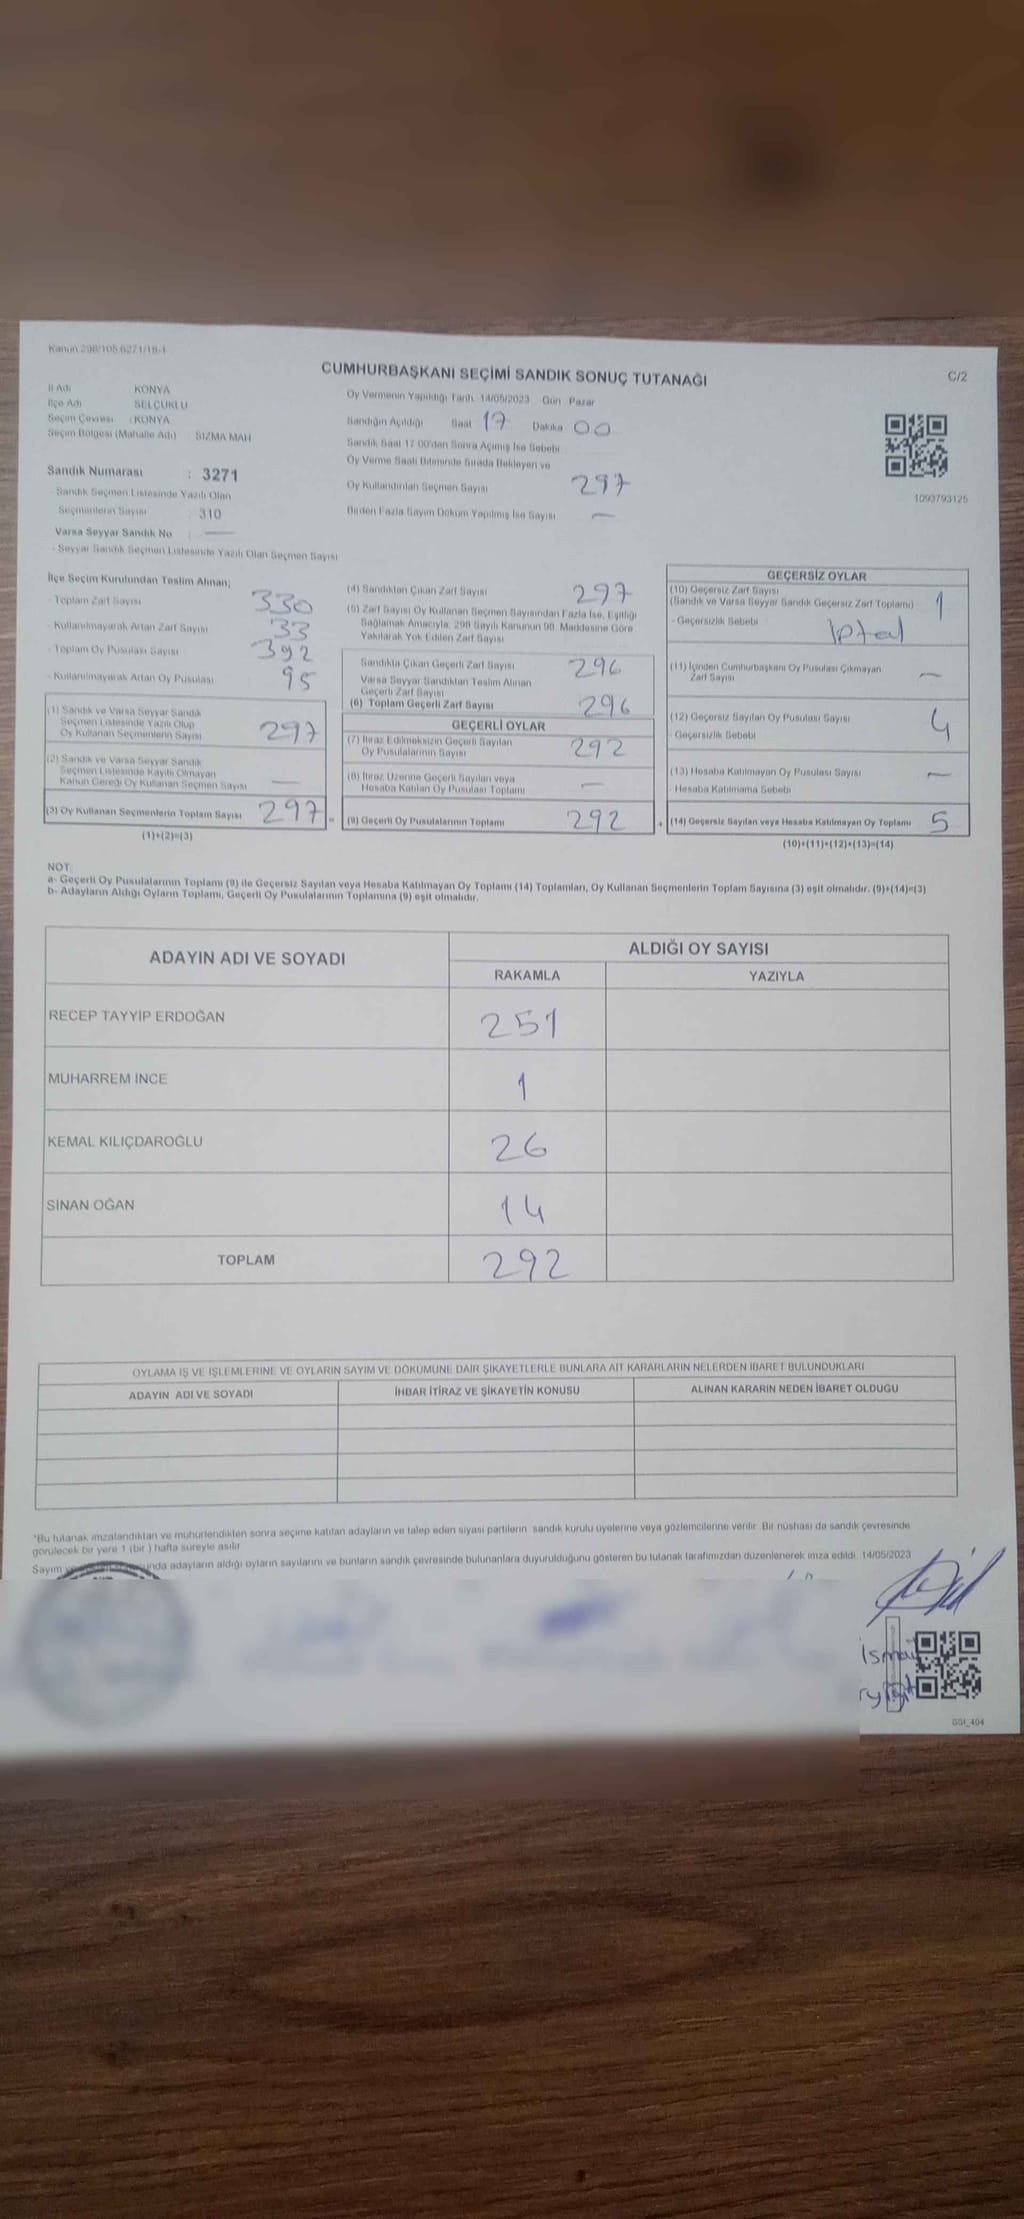 Kanun 298/105 6271/16-1
CUMHURBAŞKANI SEÇİMİ SANDIK SONUÇ TUTANAĞI
C/2
İl Adı KONYA
İlçe Adı SELÇUKLU
Seçim Çevresi : KONYA
Seçim Bölgesi (Mahalle Adı) : SIZMA MAH
Sandık Numarası : 3271
- Sandık Seçmen Listesinde Yazılı Olan
Seçmenlerin Sayısı : 310
Varsa Seyyar Sandık No : —
- Seyyar Sandık Seçmen Listesinde Yazılı Olan Seçmen Sayısı
Oy Vermenin Yapıldığı Tarih: 14/05/2023 Gün: Pazar
Sandığın Açıldığı Saat 17 Dakika 00
Sandık Saat 17:00'den Sonra Açımış İse Sebebi
Oy Verme Saati Bitiminde Sırada Bekleyen ve
Oy Kullandırılan Seçmen Sayısı 297
Birden Fazla Sayım Döküm Yapılmış İse Sayısı —
1093793125
İlçe Seçim Kurulundan Teslim Alınan;
- Toplam Zarf Sayısı 330
- Kullanılmayarak Artan Zarf Sayısı 33
- Toplam Oy Pusulası Sayısı 392
- Kullanılmayarak Artan Oy Pusulası 95
(1) Sandık ve Varsa Seyyar Sandık
Seçmen Listesinde Yazılı Olup
Oy Kullanan Seçmenlerin Sayısı 297
(2) Sandık ve Varsa Seyyar Sandık
Seçmen Listesinde Kayıtlı Olmayan
Kanun Gereği Oy Kullanan Seçmen Sayısı —
(3) Oy Kullanan Seçmenlerin Toplam Sayısı 297
(1)+(2)=(3)
(4) Sandıktan Çıkan Zarf Sayısı 297
(5) Zarf Sayısı Oy Kullanan Seçmen Sayısından Fazla İse, Eşitliği
Sağlamak Amacıyla, 298 Sayılı Kanunun 98. Maddesine Göre
Yakılarak Yok Edilen Zarf Sayısı
Sandıkta Çıkan Geçerli Zarf Sayısı 296
Varsa Seyyar Sandıktan Teslim Alınan
Geçerli Zarf Sayısı
(6) Toplam Geçerli Zarf Sayısı 296
GEÇERLİ OYLAR
(7) İtiraz Edilmeksizin Geçerli Sayılan
Oy Pusulalarının Sayısı 292
(8) İtiraz Üzerine Geçerli Sayılan veya
Hesaba Katılan Oy Pusulası Toplamı —
(9) Geçerli Oy Pusulalarının Toplamı 292
GEÇERSİZ OYLAR
(10) Geçersiz Zarf Sayısı
(Sandık ve Varsa Seyyar Sandık Geçersiz Zarf Toplamı) 1
- Geçersizlik Sebebi İptal
(11) İçinden Cumhurbaşkanı Oy Pusulası Çıkmayan
Zarf Sayısı —
(12) Geçersiz Sayılan Oy Pusulası Sayısı 4
- Geçersizlik Sebebi
(13) Hesaba Katılmayan Oy Pusulası Sayısı —
- Hesaba Katılmama Sebebi
(14) Geçersiz Sayılan veya Hesaba Katılmayan Oy Toplamı 5
(10)+(11)+(12)+(13)=(14)
NOT:
a- Geçerli Oy Pusulalarının Toplamı (9) ile Geçersiz Sayılan veya Hesaba Katılmayan Oy Toplamı (14) Toplamları, Oy Kullanan Seçmenlerin Toplam Sayısına (3) eşit olmalıdır. (9)+(14)=(3)
b- Adayların Aldığı Oyların Toplamı, Geçerli Oy Pusulalarının Toplamına (9) eşit olmalıdır.
ADAYIN ADI VE SOYADI
ALDIĞI OY SAYISI
RAKAMLA YAZIYLA
RECEP TAYYİP ERDOĞAN 251
MUHARREM İNCE 1
KEMAL KILIÇDAROĞLU 26
SİNAN OĞAN 14
TOPLAM 292
OYLAMA İŞ VE İŞLEMLERİNE VE OYLARIN SAYIM VE DÖKÜMÜNE DAİR ŞİKAYETLERLE BUNLARA AİT KARARLARIN NELERDEN İBARET BULUNDUKLARI
ADAYIN ADI VE SOYADI İHBAR İTİRAZ VE ŞİKAYETİN KONUSU ALINAN KARARIN NEDEN İBARET OLDUĞU
*Bu tutanak imzalandıktan ve mühürlendikten sonra seçime katılan adayların ve talep eden siyasi partilerin sandık kurulu üyelerine veya gözlemcilerine verilir. Bir nüshası da sandık çevresinde
görülecek bir yere 1 (bir ) hafta süreyle asılır.
Sayım adayların aldığı oyların sayılarını ve bunların sandık çevresinde bulunanlara duyurulduğunu gösteren bu tutanak tarafımızdan düzenlenerek imza edildi. 14/05/2023